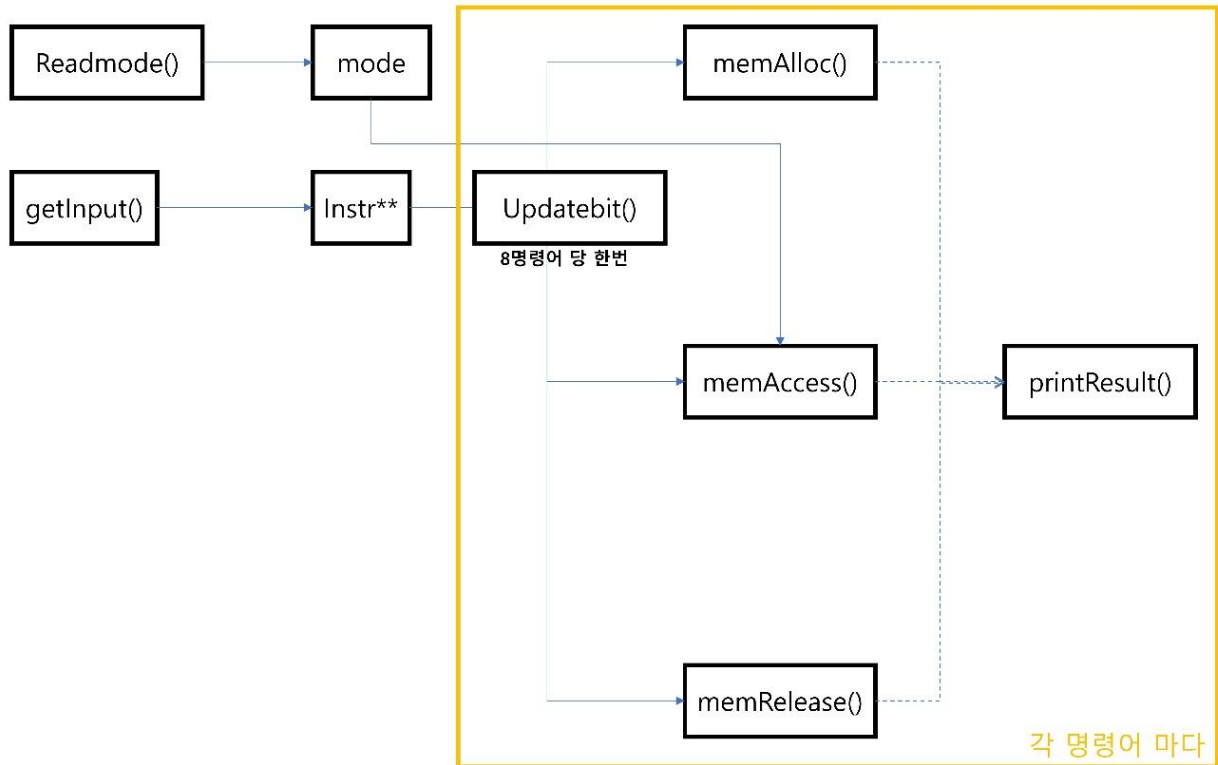 Readmode()
mode
memAlloc()
getInput()
Instr**
Updatebit()
8명령어 당 한번
memAccess()
printResult()
memRelease()
각 명령어 마다